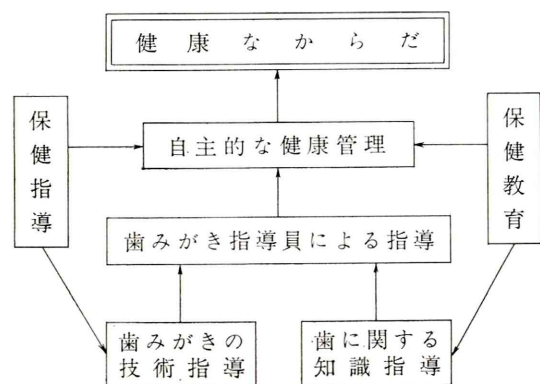 健康なからだ
保健指導
自主的な健康管理
保健教育
歯みがき指導員による指導
歯みがきの
技術指導
歯に関する
知識指導